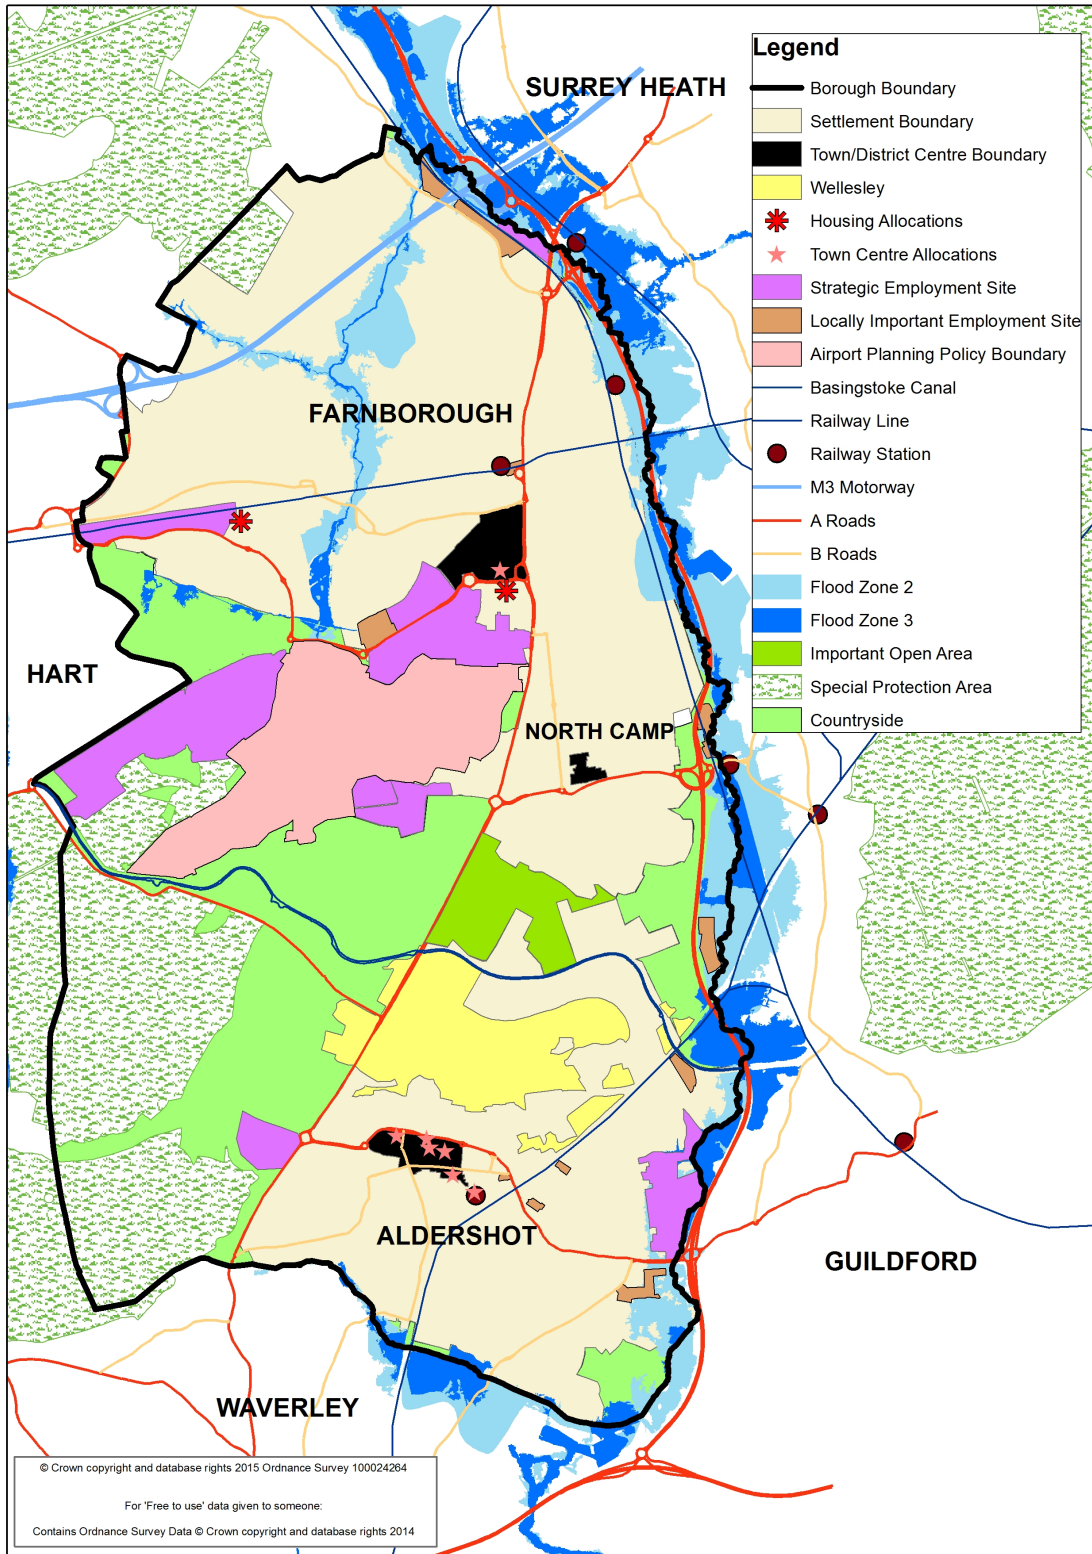 SURREY HEATH
Legend
Borough Boundary
Settlement Boundary
Town/District Centre Boundary
Wellesley
Housing Allocations
Town Centre Allocations
Strategic Employment Site
Locally Important Employment Site
Airport Planning Policy Boundary
Basingstoke Canal
Railway Line
Railway Station
M3 Motorway
A Roads
B Roads
Flood Zone 2
Flood Zone 3
Important Open Area
Special Protection Area
Countryside
FARNBOROUGH
HART
NORTH CAMP
ALDERSHOT
GUILDFORD
WAVERLEY
© Crown copyright and database rights 2015 Ordnance Survey 100024264
For 'Free to use' data given to someone:
Contains Ordnance Survey Data © Crown copyright and database rights 2014